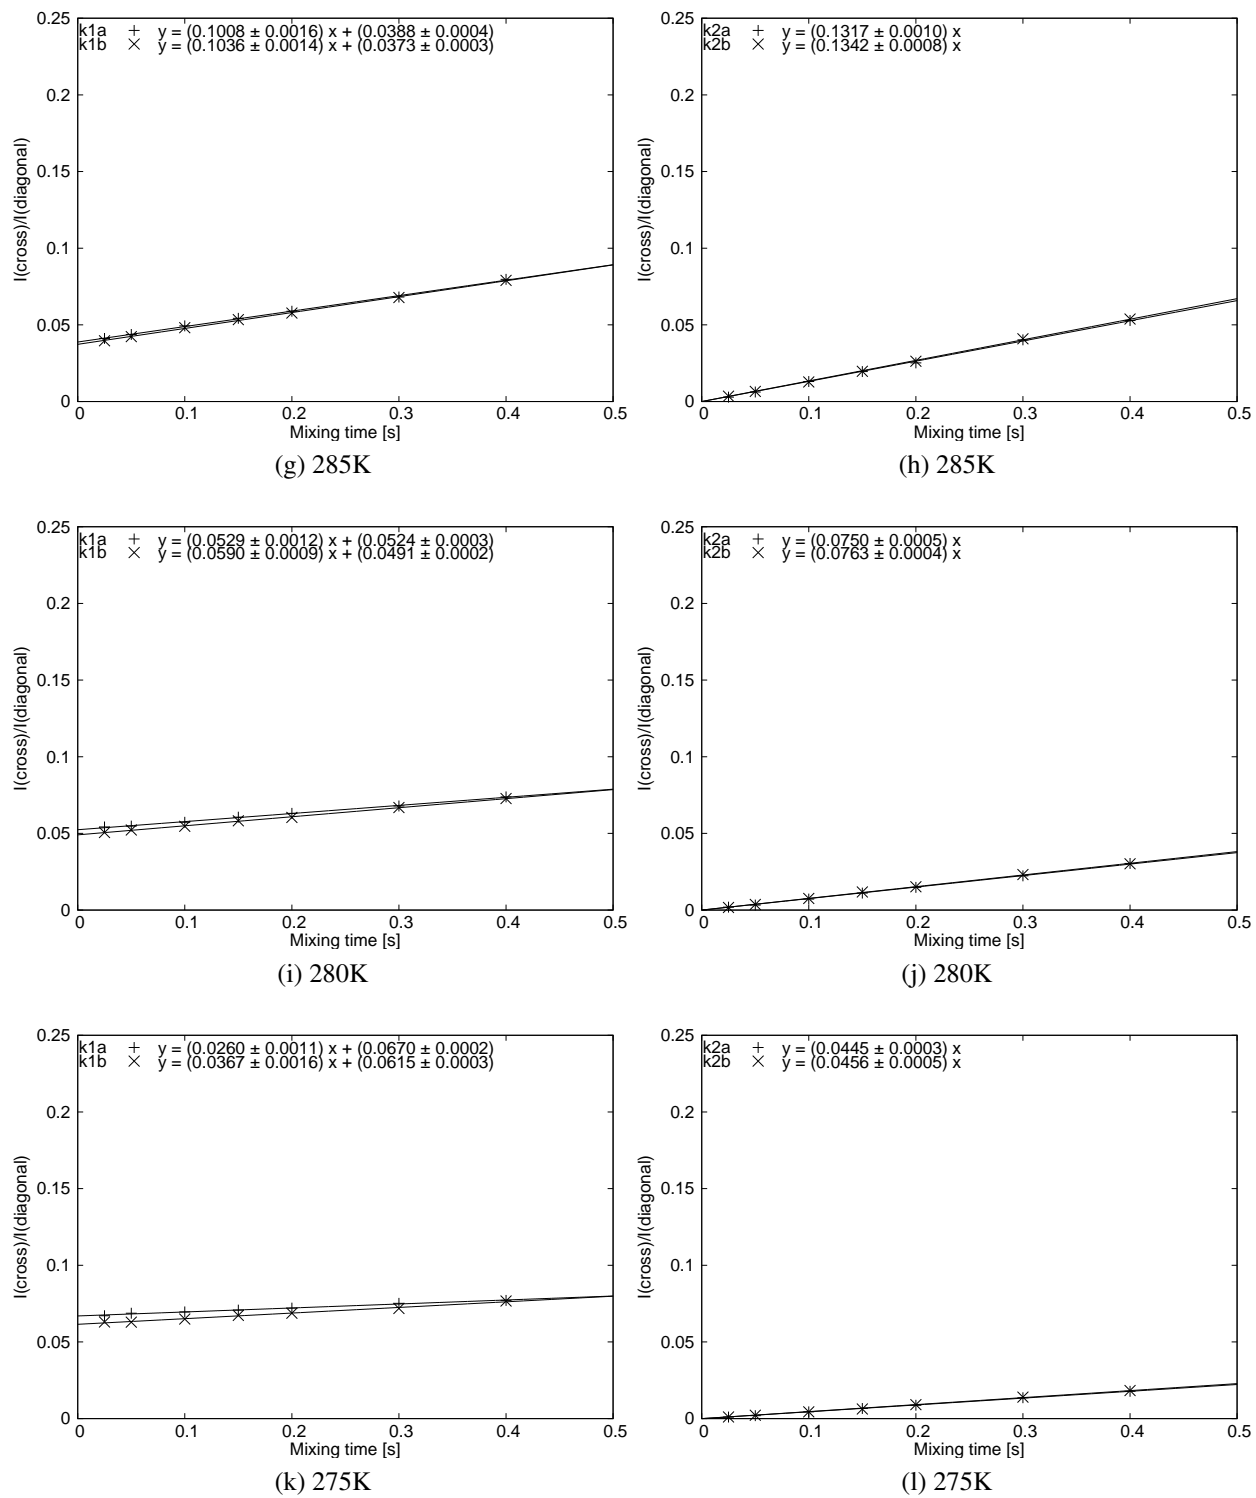 k1a + y = (0.1008 ± 0.0016) x + (0.0388 ± 0.0004)
k1b × y = (0.1036 ± 0.0014) x + (0.0373 ± 0.0003)
0.25
0.2
0.15
0.1
0.05
0
I(cross)/I(diagonal)
0 0.1 0.2 0.3 0.4 0.5
Mixing time [s]
(g) 285K
k2a + y = (0.1317 ± 0.0010) x
k2b × y = (0.1342 ± 0.0008) x
0.25
0.2
0.15
0.1
0.05
0
I(cross)/I(diagonal)
0 0.1 0.2 0.3 0.4 0.5
Mixing time [s]
(h) 285K
k1a + y = (0.0529 ± 0.0012) x + (0.0524 ± 0.0003)
k1b × y = (0.0590 ± 0.0009) x + (0.0491 ± 0.0002)
0.25
0.2
0.15
0.1
0.05
0
I(cross)/I(diagonal)
0 0.1 0.2 0.3 0.4 0.5
Mixing time [s]
(i) 280K
k2a + y = (0.0750 ± 0.0005) x
k2b × y = (0.0763 ± 0.0004) x
0.25
0.2
0.15
0.1
0.05
0
I(cross)/I(diagonal)
0 0.1 0.2 0.3 0.4 0.5
Mixing time [s]
(j) 280K
k1a + y = (0.0260 ± 0.0011) x + (0.0670 ± 0.0002)
k1b × y = (0.0367 ± 0.0016) x + (0.0615 ± 0.0003)
0.25
0.2
0.15
0.1
0.05
0
I(cross)/I(diagonal)
0 0.1 0.2 0.3 0.4 0.5
Mixing time [s]
(k) 275K
k2a + y = (0.0445 ± 0.0003) x
k2b × y = (0.0456 ± 0.0005) x
0.25
0.2
0.15
0.1
0.05
0
I(cross)/I(diagonal)
0 0.1 0.2 0.3 0.4 0.5
Mixing time [s]
(l) 275K